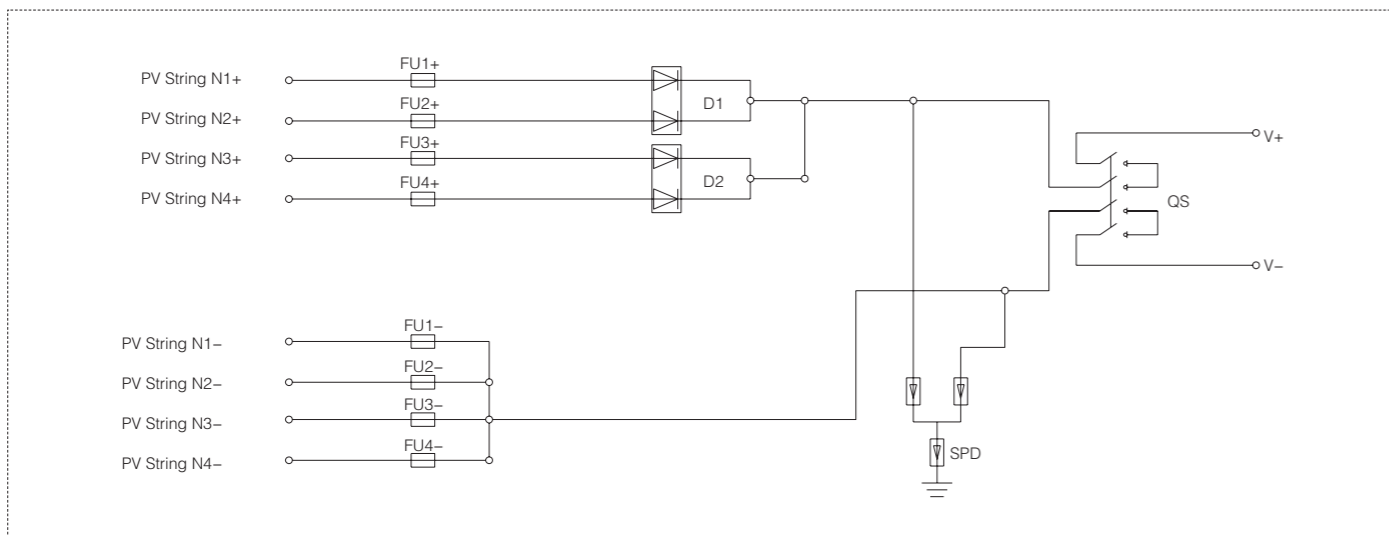 PV String N1+
FU1+
PV String N2+
FU2+
D1
PV String N3+
FU3+
PV String N4+
FU4+
D2
V+
QS
V−
PV String N1−
FU1−
PV String N2−
FU2−
PV String N3−
FU3−
PV String N4−
FU4−
SPD